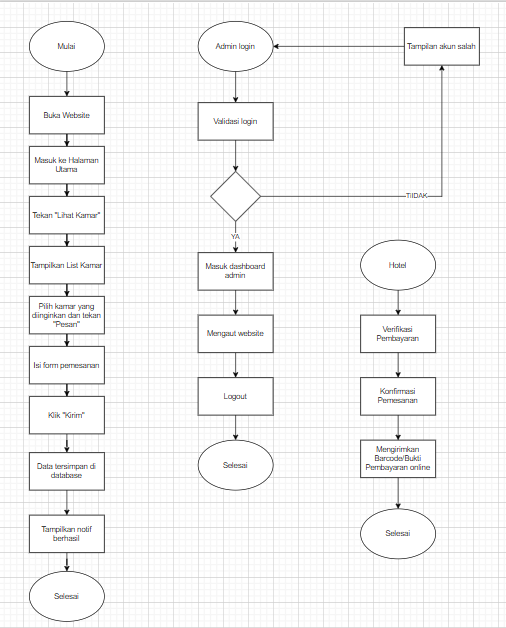 Mulai
Buka Website
Masuk ke Halaman
Utama
Tekan "Lihat Kamar"
Tampilkan List Kamar
Pilih kamar yang
diinginkan dan tekan
"Pesan"
Isi form pemesanan
Klik "Kirim"
Data tersimpan di
database
Tampilkan notif
berhasil
Selesai
Admin login
Tampilan akun salah
Validasi login
TIIDAK
YA
Masuk dashboard
admin
Mengaut website
Logout
Selesai
Hotel
Verifikasi
Pembayaran
Konfirmasi
Pemesanan
Mengirimkan
Barcode/Bukti
Pembayaran online
Selesai